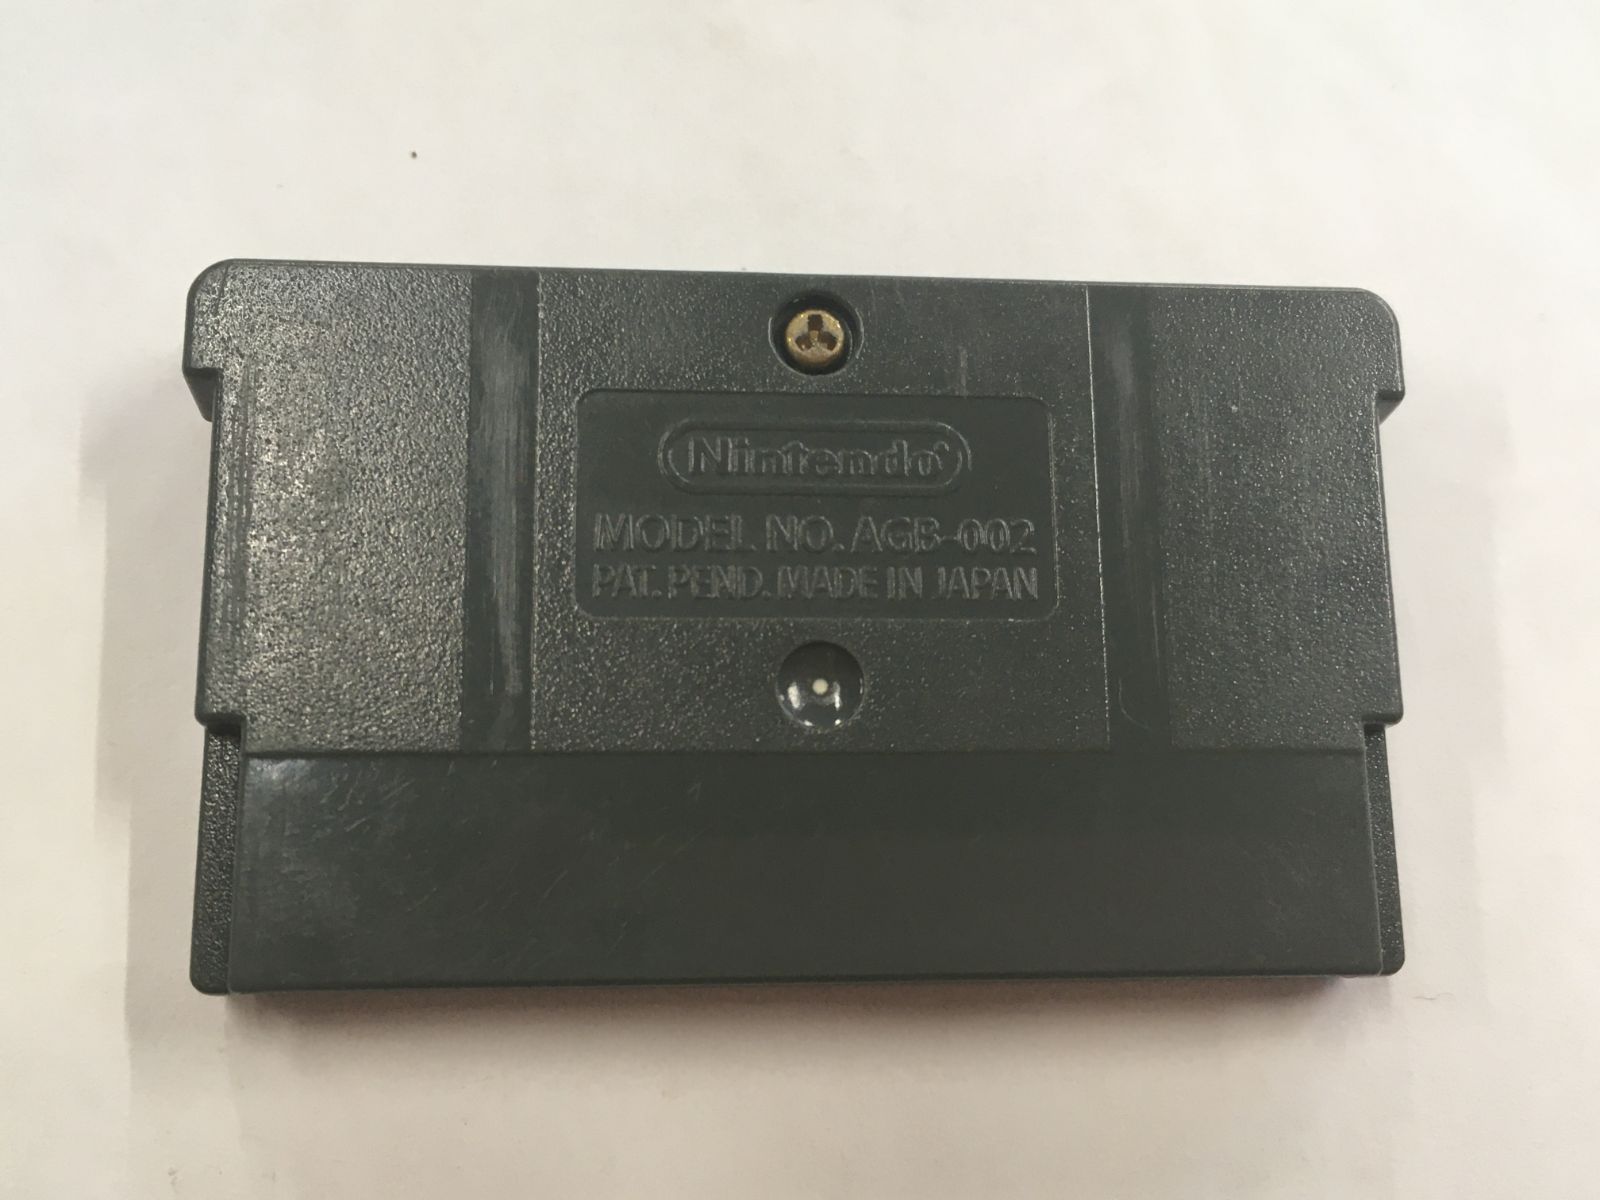 Nintendo®
MODEL NO. AGB-002
PAT. PEND. MADE IN JAPAN